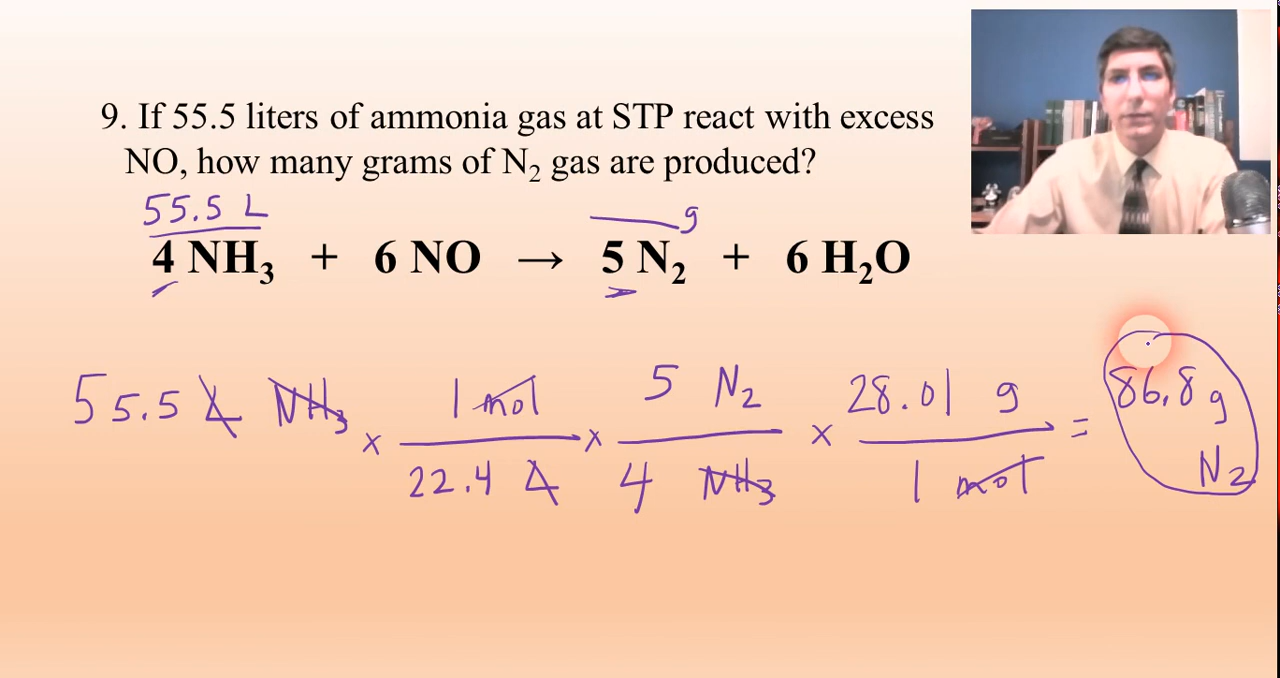 9. If 55.5 liters of ammonia gas at STP react with excess
NO, how many grams of N₂ gas are produced?
55.5 L ____ g
4 NH₃ + 6 NO → 5 N₂ + 6 H₂O
55.5 L NH₃ × 1 mol / 22.4 L × 5 N₂ / 4 NH₃ × 28.01 g / 1 mol = 86.8 g N₂